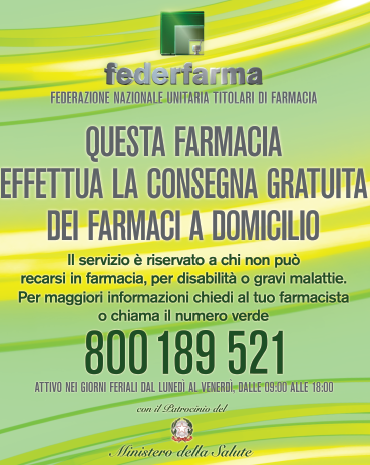 federfarma
FEDERAZIONE NAZIONALE UNITARIA TITOLARI DI FARMACIA
QUESTA FARMACIA
EFFETTUA LA CONSEGNA GRATUITA
DEI FARMACI A DOMICILIO
Il servizio è riservato a chi non può
recarsi in farmacia, per disabilità o gravi malattie.
Per maggiori informazioni chiedi al tuo farmacista
o chiama il numero verde
800 189 521
ATTIVO NEI GIORNI FERIALI DAL LUNEDÌ AL VENERDÌ, DALLE 09:00 ALLE 18:00
con il Patrocinio del
Ministero della Salute